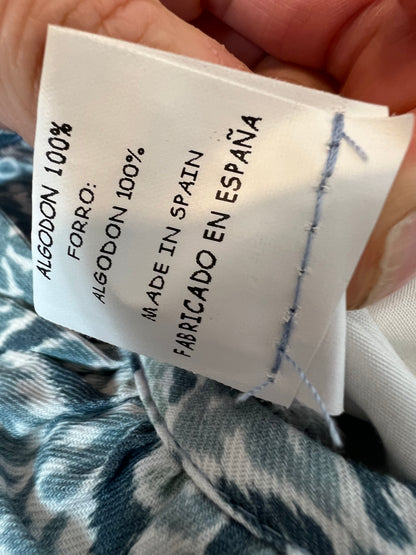 ALGODON 100%
FORRO:
ALGODON 100%
MADE IN SPAIN
FABRICADO EN ESPAÑA